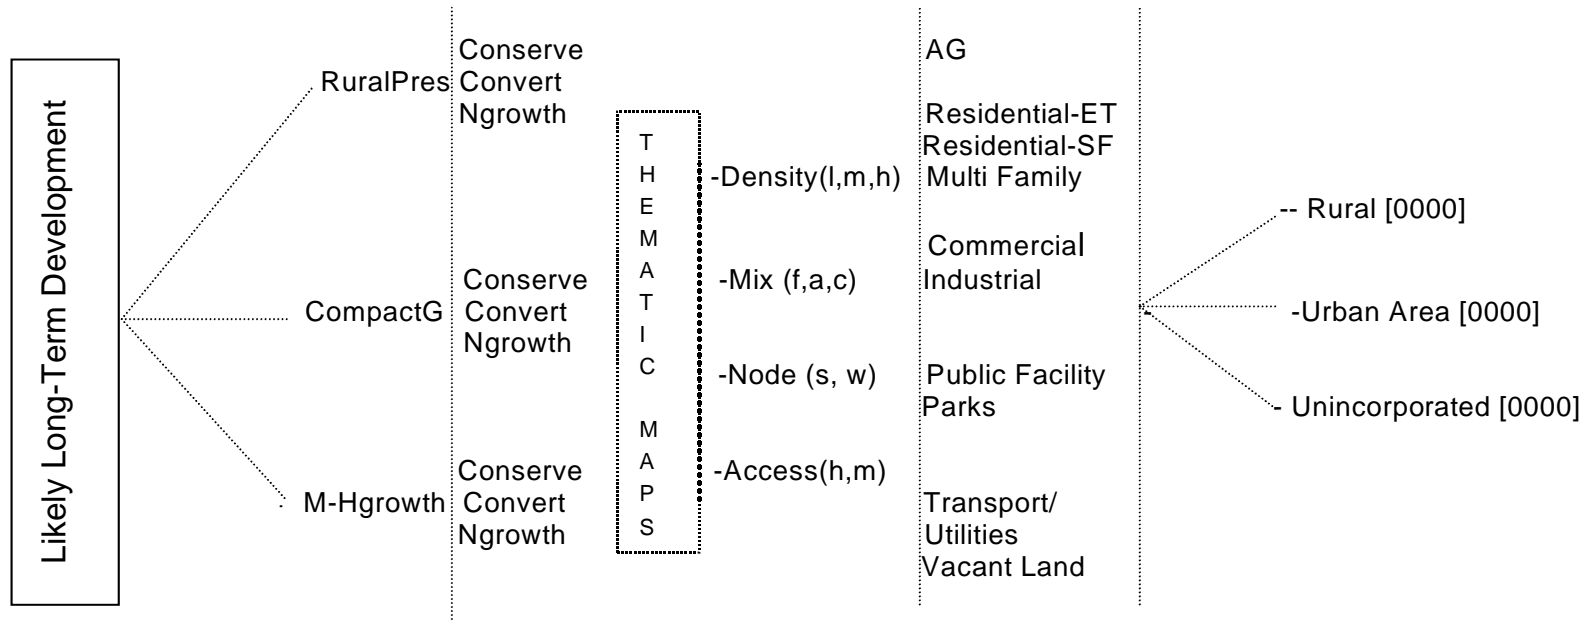 Likely Long-Term Development
RuralPres
Conserve
Convert
Ngrowth
CompactG
Conserve
Convert
Ngrowth
M-Hgrowth
Conserve
Convert
Ngrowth
THEMATIC MAPS
-Density(l,m,h)
-Mix (f,a,c)
-Node (s, w)
-Access(h,m)
AG
Residential-ET
Residential-SF
Multi Family
Commercial
Industrial
Public Facility
Parks
Transport/
Utilities
Vacant Land
-- Rural [0000]
-Urban Area [0000]
- Unincorporated [0000]